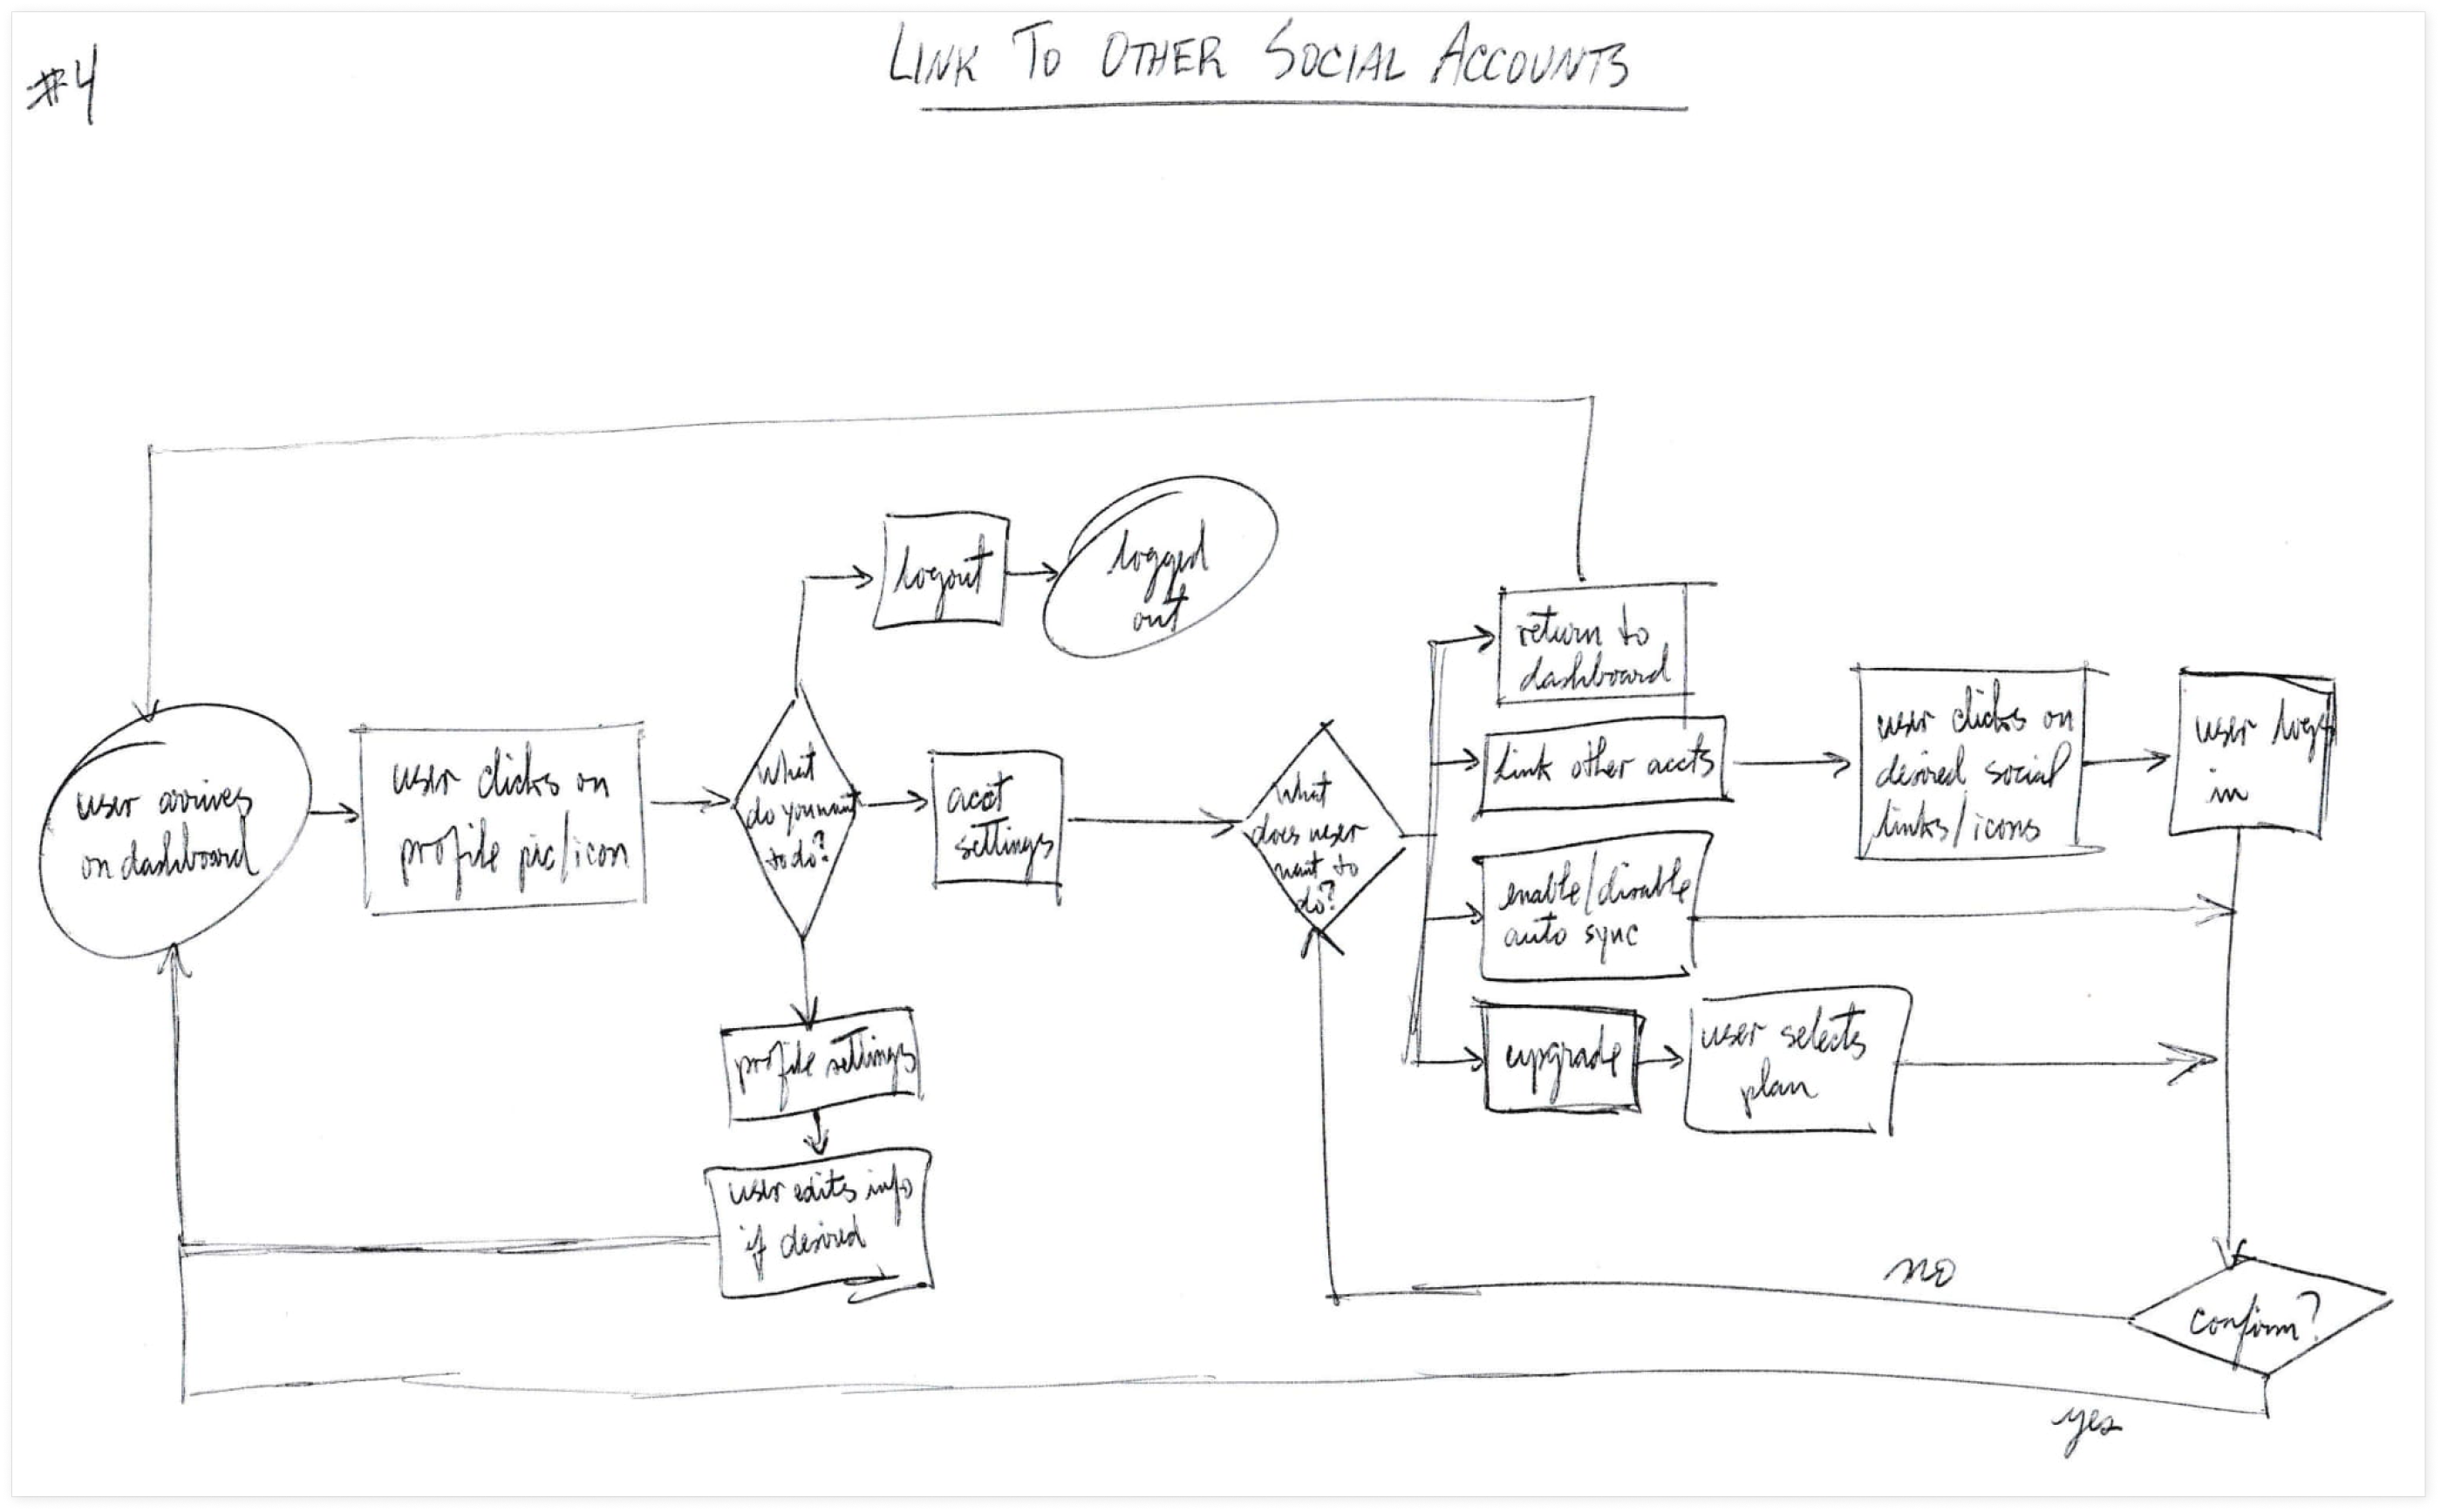 #4
LINK TO OTHER SOCIAL ACCOUNTS
user arrives
on dashboard
user clicks on
profile pic/icon
What
do you want
to do?
logout
logged
out
acct
settings
profile settings
user edits info
if desired
What
does user
want to
do?
return to
dashboard
link other accts
enable/disable
auto sync
upgrade
user selects
plan
user clicks on
desired social
links/icons
user logs
in
confirm?
no
yes